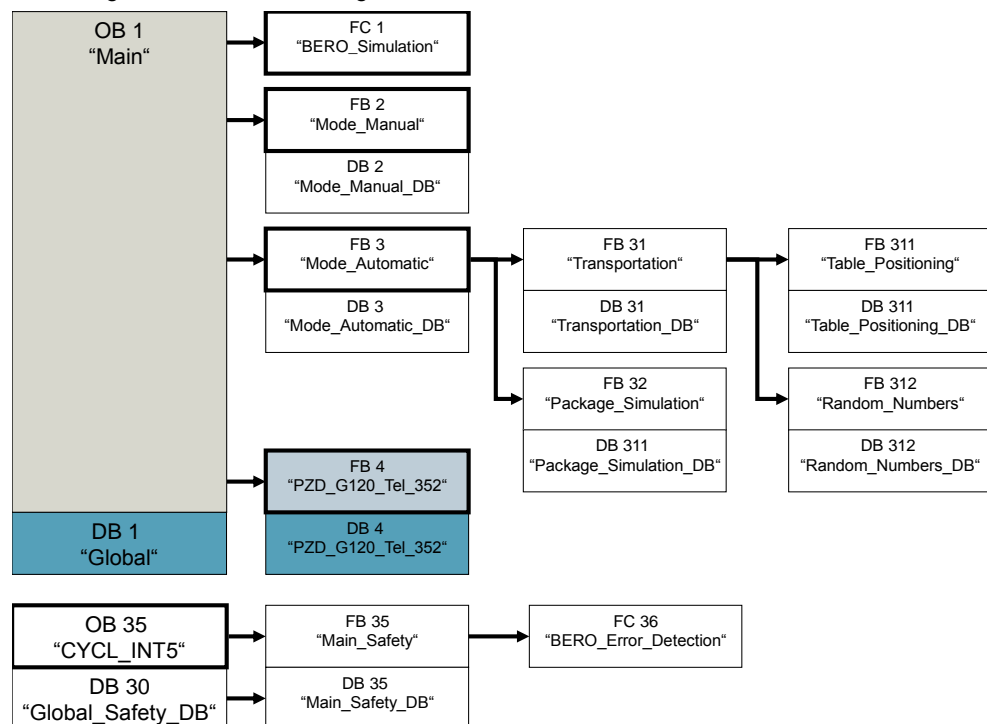 OB 1
“Main“
FC 1
“BERO_Simulation“
FB 2
“Mode_Manual“
DB 2
“Mode_Manual_DB“
FB 3
“Mode_Automatic“
DB 3
“Mode_Automatic_DB“
FB 31
“Transportation“
DB 31
“Transportation_DB“
FB 311
“Table_Positioning“
DB 311
“Table_Positioning_DB“
FB 32
“Package_Simulation“
DB 311
“Package_Simulation_DB“
FB 312
“Random_Numbers“
DB 312
“Random_Numbers_DB“
FB 4
“PZD_G120_Tel_352“
DB 1
“Global“
DB 4
“PZD_G120_Tel_352“
OB 35
“CYCL_INT5“
FB 35
“Main_Safety“
FC 36
“BERO_Error_Detection“
DB 30
“Global_Safety_DB“
DB 35
“Main_Safety_DB“